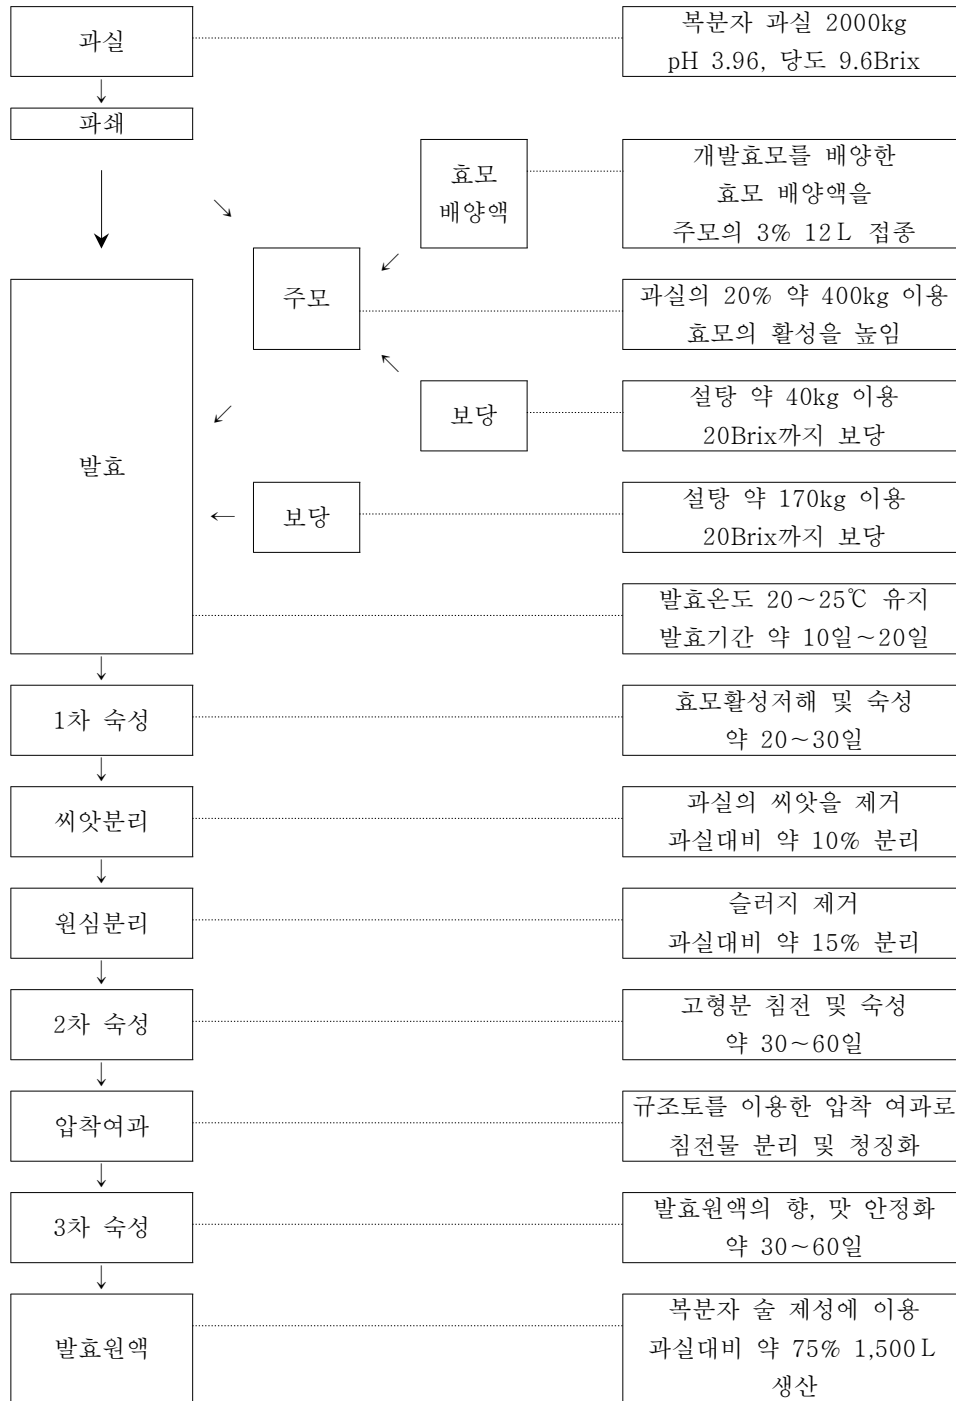 과실
복분자 과실 2000kg
pH 3.96, 당도 9.6Brix
파쇄
효모
배양액
개발효모를 배양한
효모 배양액을
주모의 3% 12L 접종
주모
과실의 20% 약 400kg 이용
효모의 활성을 높임
보당
설탕 약 40kg 이용
20Brix까지 보당
발효
보당
설탕 약 170kg 이용
20Brix까지 보당
발효온도 20~25℃ 유지
발효기간 약 10일~20일
1차 숙성
효모활성저해 및 숙성
약 20~30일
씨앗분리
과실의 씨앗을 제거
과실대비 약 10% 분리
원심분리
슬러지 제거
과실대비 약 15% 분리
2차 숙성
고형분 침전 및 숙성
약 30~60일
압착여과
규조토를 이용한 압착 여과로
침전물 분리 및 청징화
3차 숙성
발효원액의 향, 맛 안정화
약 30~60일
발효원액
복분자 술 제성에 이용
과실대비 약 75% 1,500L
생산